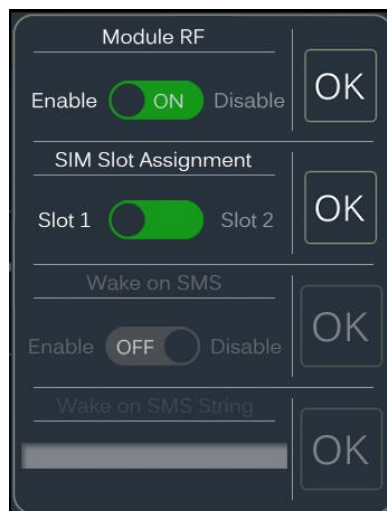 Module RF
Enable ON Disable
OK
SIM Slot Assignment
Slot 1 Slot 2
OK
Wake on SMS
Enable OFF Disable
OK
Wake on SMS String
OK